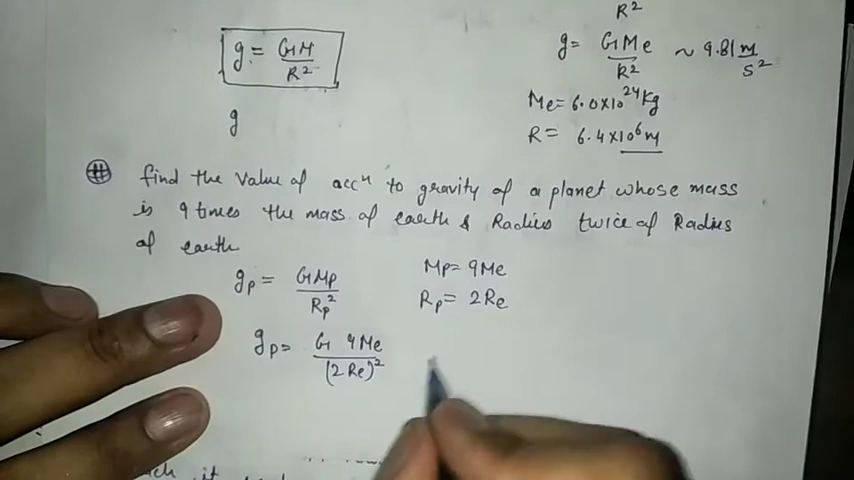 R²
g = GM/R²
g = GMe/R² ~ 9.81 m/s²
Me = 6.0×10²⁴ Kg
R = 6.4×10⁶ m
g
find the value of accⁿ to gravity of a planet whose mass
is 9 times the mass of earth & Radius twice of Radius
of earth
gp = GMp/Rp²
Mp = 9Me
Rp = 2Re
gp = G 9Me/(2Re)²